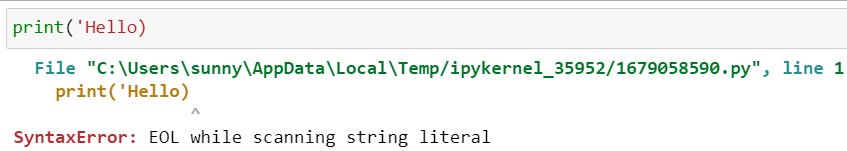 print('Hello)
File "C:\Users\sunny\AppData\Local\Temp/ipykernel_35952/1679058590.py", line 1
print('Hello)
^
SyntaxError: EOL while scanning string literal